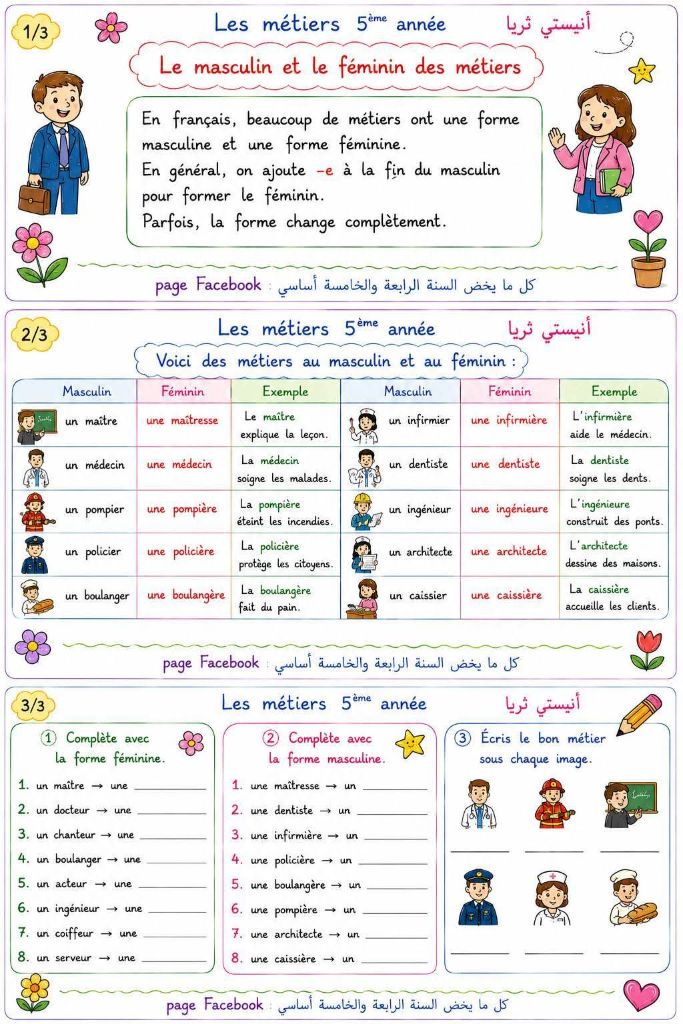 1/3
Les métiers 5ème année
أنيستي ثريا
Le masculin et le féminin des métiers
En français, beaucoup de métiers ont une forme
masculine et une forme féminine.
En général, on ajoute -e à la fin du masculin
pour former le féminin.
Parfois, la forme change complètement.
page Facebook : كل ما يخض السنة الرابعة والخامسة أساسي
2/3
Les métiers 5ème année
أنيستي ثريا
Voici des métiers au masculin et au féminin :
Masculin Féminin Exemple Masculin Féminin Exemple
un maître une maîtresse Le maître explique la leçon. un infirmier une infirmière L'infirmière aide le médecin.
un médecin une médecin La médecin soigne les malades. un dentiste une dentiste La dentiste soigne les dents.
un pompier une pompière La pompière éteint les incendies. un ingénieur une ingénieure L'ingénieure construit des ponts.
un policier une policière La policière protège les citoyens. un architecte une architecte L'architecte dessine des maisons.
un boulanger une boulangère La boulangère fait du pain. un caissier une caissière La caissière accueille les clients.
page Facebook : كل ما يخض السنة الرابعة والخامسة أساسي
3/3
Les métiers 5ème année
أنيستي ثريا
1 Complète avec
la forme féminine.
1. un maître → une
2. un docteur → une
3. un chanteur → une
4. un boulanger → une
5. un acteur → une
6. un ingénieur → une
7. un coiffeur → une
8. un serveur → une
2 Complète avec
la forme masculine.
1. une maîtresse → un
2. une dentiste → un
3. une infirmière → un
4. une policière → un
5. une boulangère → un
6. une pompière → un
7. une architecte → un
8. une caissière → un
3 Écris le bon métier
sous chaque image.
page Facebook : كل ما يخض السنة الرابعة والخامسة أساسي